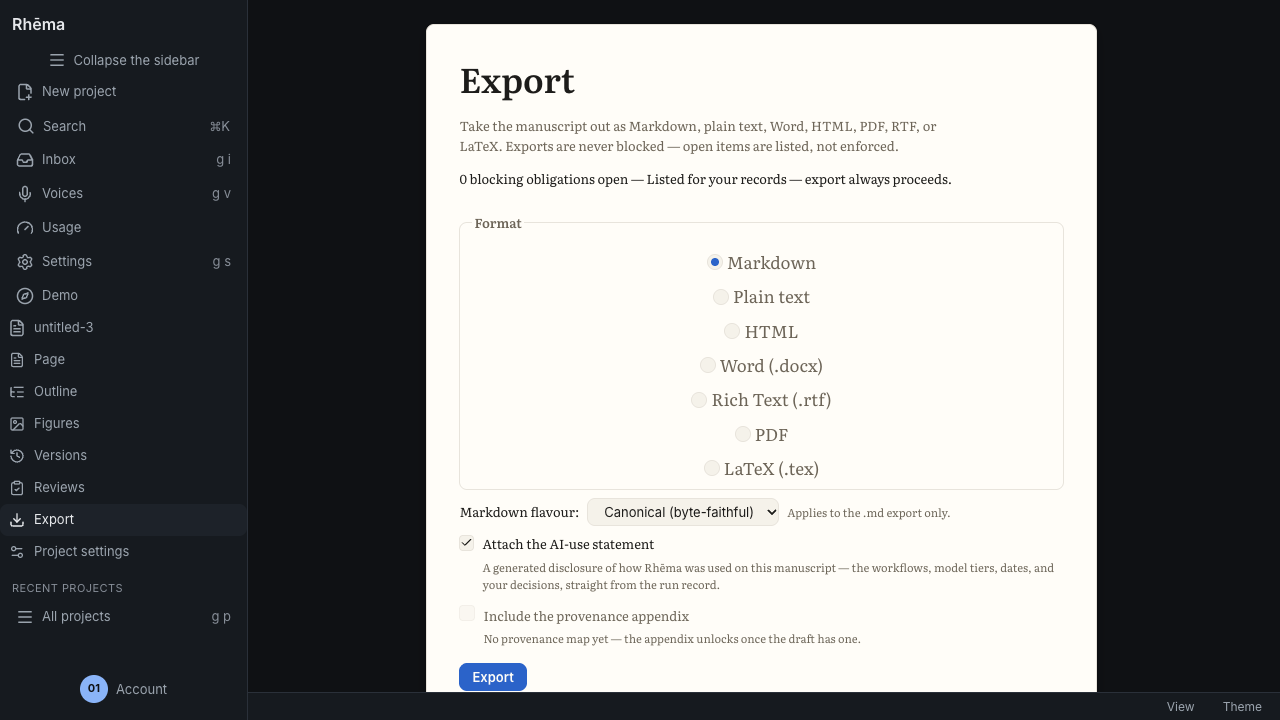 Rhēma
Collapse the sidebar
New project
Search ⌘K
Inbox g i
Voices g v
Usage
Settings g s
Demo
untitled-3
Page
Outline
Figures
Versions
Reviews
Export
Project settings
RECENT PROJECTS
All projects g p
01 Account
Export
Take the manuscript out as Markdown, plain text, Word, HTML, PDF, RTF, or
LaTeX. Exports are never blocked — open items are listed, not enforced.
0 blocking obligations open — Listed for your records — export always proceeds.
Format
Markdown
Plain text
HTML
Word (.docx)
Rich Text (.rtf)
PDF
LaTeX (.tex)
Markdown flavour: Canonical (byte-faithful) Applies to the .md export only.
Attach the AI-use statement
A generated disclosure of how Rhēma was used on this manuscript — the workflows, model tiers, dates, and
your decisions, straight from the run record.
Include the provenance appendix
No provenance map yet — the appendix unlocks once the draft has one.
Export
View Theme